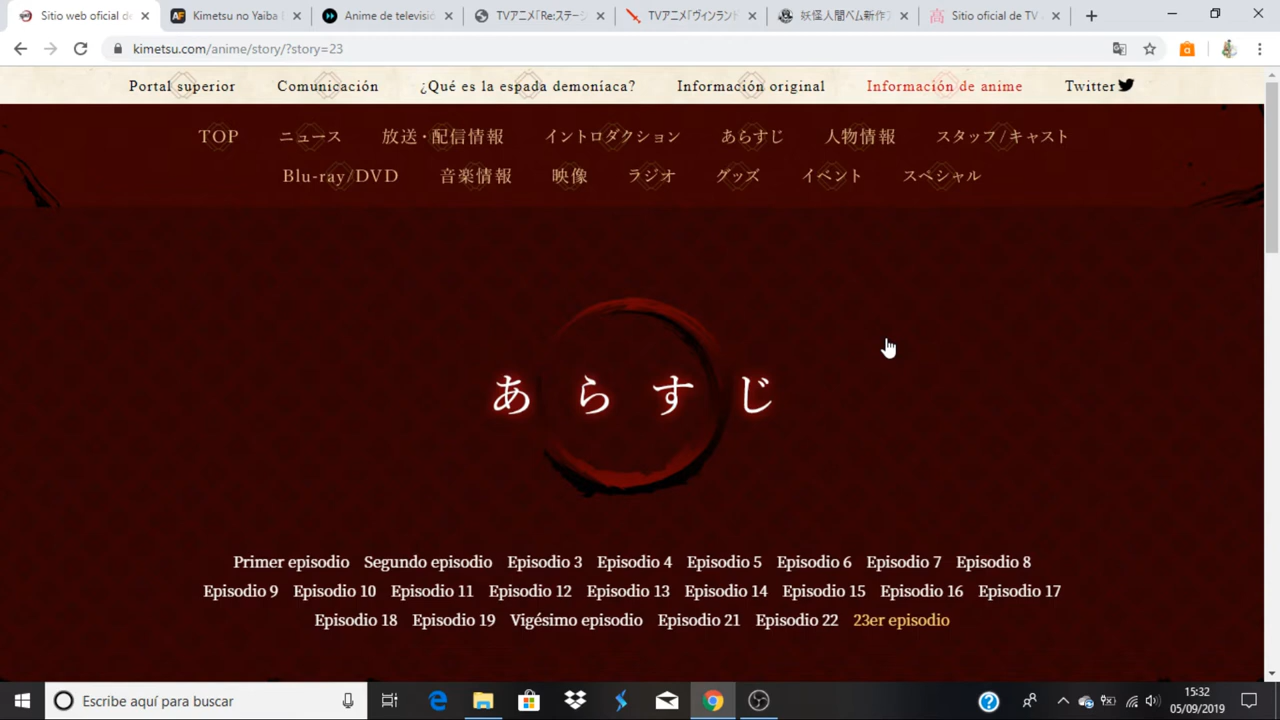 Sitio web oficial de
Kimetsu no Yaiba
Anime de televisió
TVアニメ「Re:ステージ
TVアニメ「ヴィンランド
妖怪人間ベム新作ア
Sitio oficial de TV
kimetsu.com/anime/story/?story=23
Portal superior Comunicación ¿Qué es la espada demoníaca? Información original Información de anime Twitter
TOP ニュース 放送・配信情報 イントロダクション あらすじ 人物情報 スタッフ/キャスト
Blu-ray/DVD 音楽情報 映像 ラジオ グッズ イベント スペシャル
あらすじ
Primer episodio Segundo episodio Episodio 3 Episodio 4 Episodio 5 Episodio 6 Episodio 7 Episodio 8
Episodio 9 Episodio 10 Episodio 11 Episodio 12 Episodio 13 Episodio 14 Episodio 15 Episodio 16 Episodio 17
Episodio 18 Episodio 19 Vigésimo episodio Episodio 21 Episodio 22 23er episodio
Escribe aquí para buscar
15:32
05/09/2019